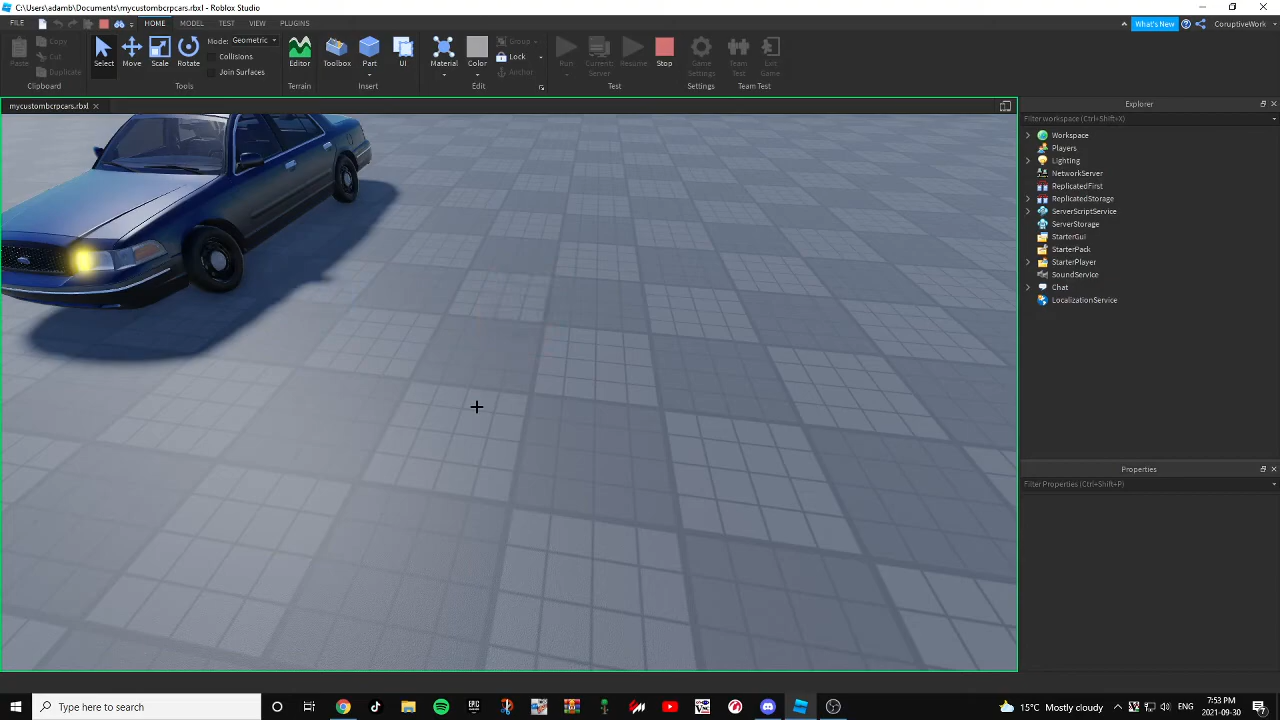 C:\Users\adamb\Documents\mycustombcrpcars.rbxl - Roblox Studio
FILE
HOME
MODEL
TEST
VIEW
PLUGINS
What's New
CoruptiveWork
Paste
Copy
Cut
Duplicate
Clipboard
Select
Move
Scale
Rotate
Mode: Geometric
Collisions
Join Surfaces
Tools
Editor
Terrain
Toolbox
Part
UI
Insert
Material
Color
Group
Lock
Anchor
Edit
Run
Current: Server
Resume
Stop
Test
Game Settings
Settings
Team Test
Exit Game
Team Test
mycustombcrpcars.rbxl
Explorer
Filter workspace (Ctrl+Shift+X)
Workspace
Players
Lighting
NetworkServer
ReplicatedFirst
ReplicatedStorage
ServerScriptService
ServerStorage
StarterGui
StarterPack
StarterPlayer
SoundService
Chat
LocalizationService
Properties
Filter Properties (Ctrl+Shift+P)
Type here to search
EPIC
15°C Mostly cloudy
ENG
7:53 PM
2021-09-30